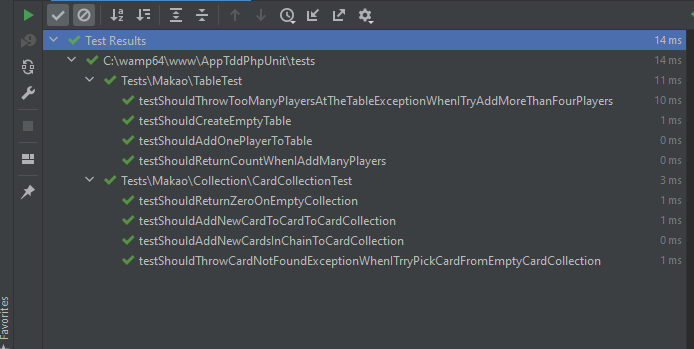 Test Results 14 ms
C:\wamp64\www\AppTddPhpUnit\tests 14 ms
Tests\Makao\TableTest 11 ms
testShouldThrowTooManyPlayersAtTheTableExceptionWhenITryAddMoreThanFourPlayers 10 ms
testShouldCreateEmptyTable 1 ms
testShouldAddOnePlayerToTable 0 ms
testShouldReturnCountWhenIAddManyPlayers 0 ms
Tests\Makao\Collection\CardCollectionTest 3 ms
testShouldReturnZeroOnEmptyCollection 1 ms
testShouldAddNewCardToCardToCardCollection 1 ms
testShouldAddNewCardsInChainToCardCollection 0 ms
testShouldThrowCardNotFoundExceptionWhenITrryPickCardFromEmptyCardCollection 1 ms
Favorites